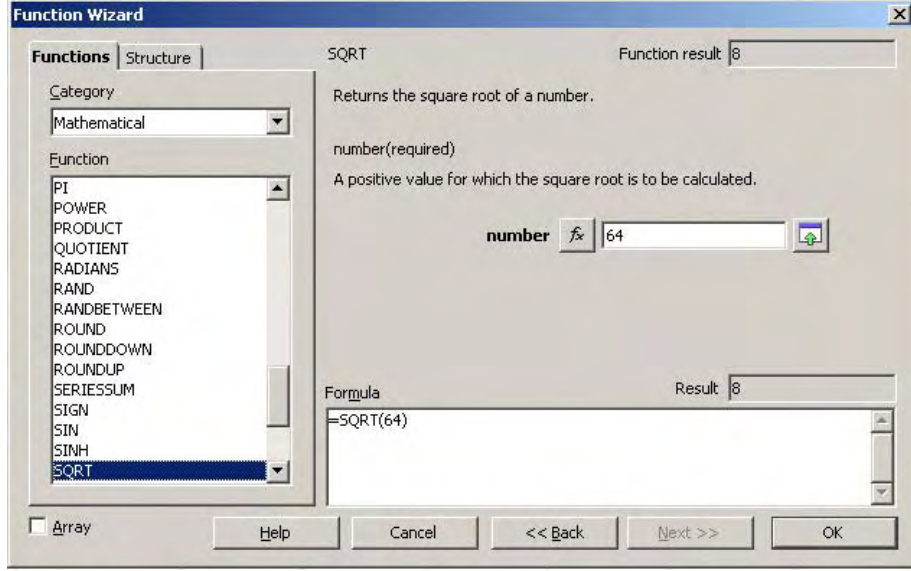 Function Wizard
Functions
Structure
Category
Mathematical
Function
PI
POWER
PRODUCT
QUOTIENT
RADIANS
RAND
RANDBETWEEN
ROUND
ROUNDDOWN
ROUNDUP
SERIESSUM
SIGN
SIN
SINH
SQRT
SQRT
Function result 8
Returns the square root of a number.
number(required)
A positive value for which the square root is to be calculated.
number fx 64
Formula
Result 8
=SQRT(64)
Array
Help
Cancel
<< Back
Next >>
OK